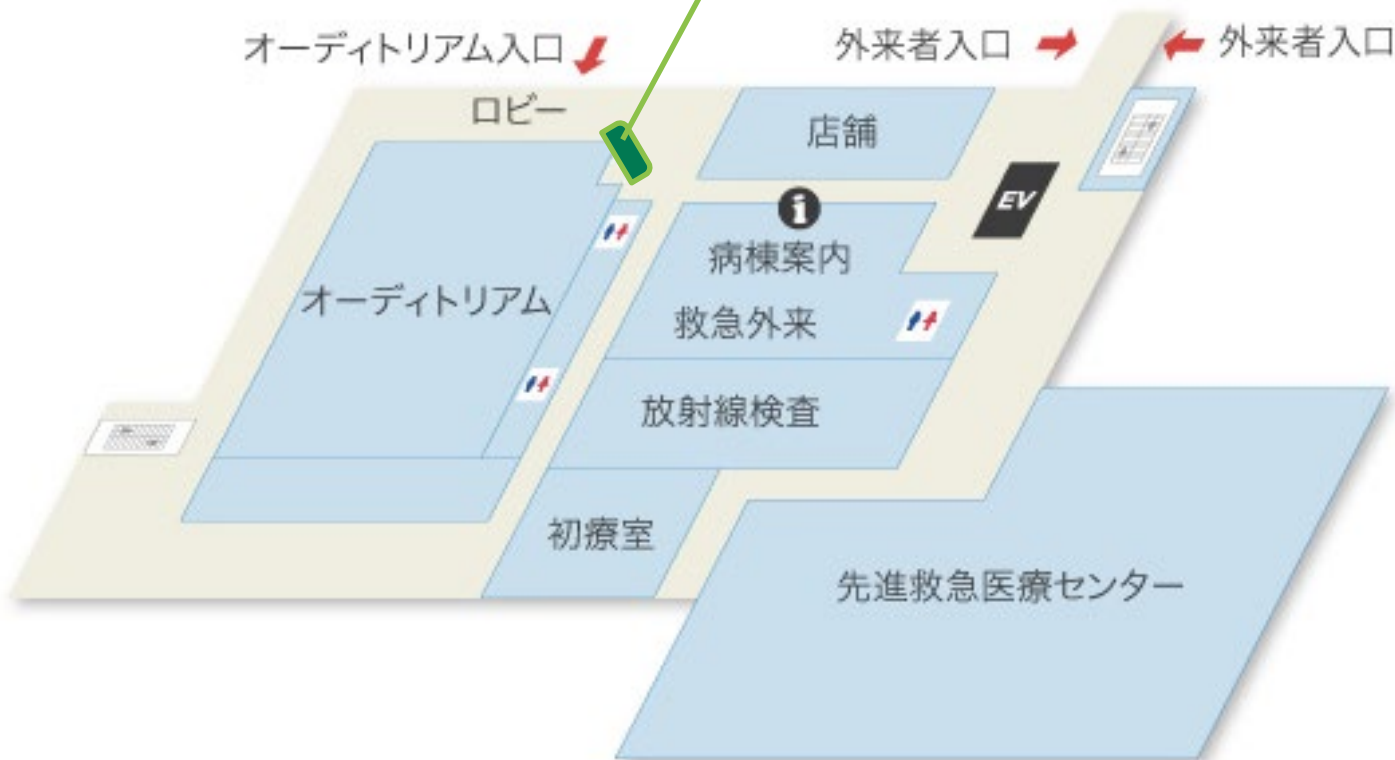 オーディトリアム入口
外来者入口
外来者入口
ロビー
店舗
EV
i
病棟案内
オーディトリアム
救急外来
放射線検査
初療室
先進救急医療センター